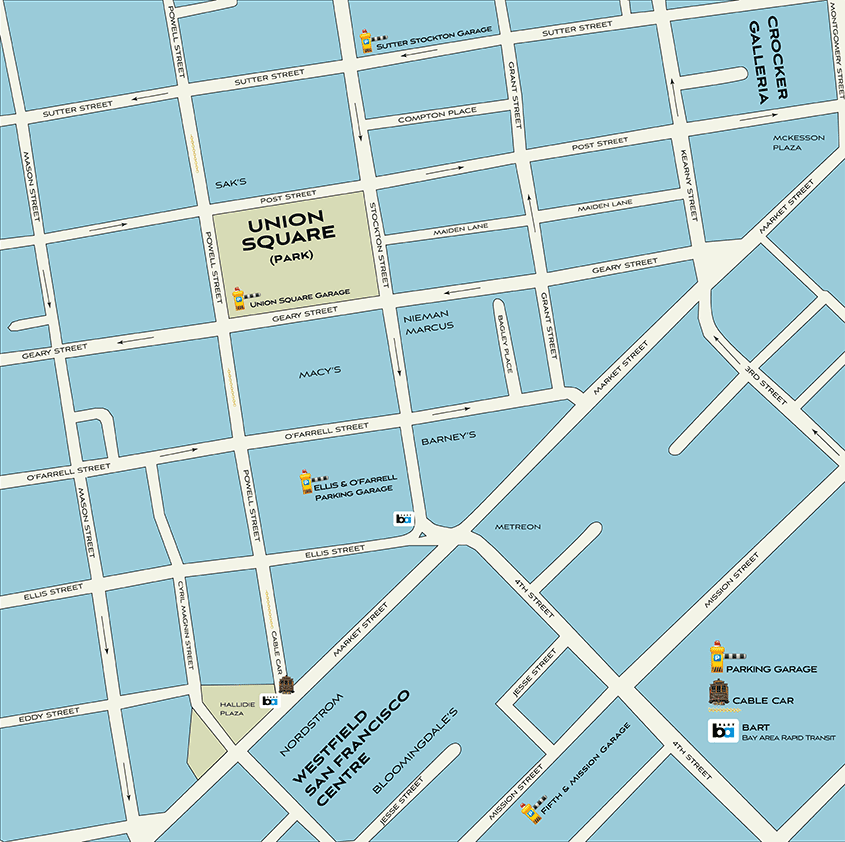 POWELL STREET
SUTTER STOCKTON GARAGE
SUTTER STREET
MONTGOMERY STREET
CROCKER
GALLERIA
GRANT STREET
SUTTER STREET
SUTTER STREET
COMPTON PLACE
POST STREET
MCKESSON
PLAZA
MASON STREET
SAK'S
POST STREET
KEARNY STREET
MARKET STREET
UNION
SQUARE
(PARK)
STOCKTON STREET
MAIDEN LANE
MAIDEN LANE
POWELL STREET
GEARY STREET
UNION SQUARE GARAGE
GEARY STREET
NIEMAN
MARCUS
BAGLEY PLACE
GRANT STREET
GEARY STREET
MACY'S
MARKET STREET
3RD STREET
O'FARRELL STREET
BARNEY'S
O'FARRELL STREET
ELLIS & O'FARRELL
PARKING GARAGE
POWELL STREET
MASON STREET
ba
METREON
ELLIS STREET
ELLIS STREET
CYRIL MAGNIN STREET
CABLE CAR
MARKET STREET
4TH STREET
MISSION STREET
JESSE STREET
EDDY STREET
HALLIDIE
PLAZA
ba
NORDSTROM
WESTFIELD
SAN FRANCISCO
CENTRE
BLOOMINGDALE'S
JESSE STREET
MISSION STREET
FIFTH & MISSION GARAGE
4TH STREET
PARKING GARAGE
CABLE CAR
ba
BART
BAY AREA RAPID TRANSIT